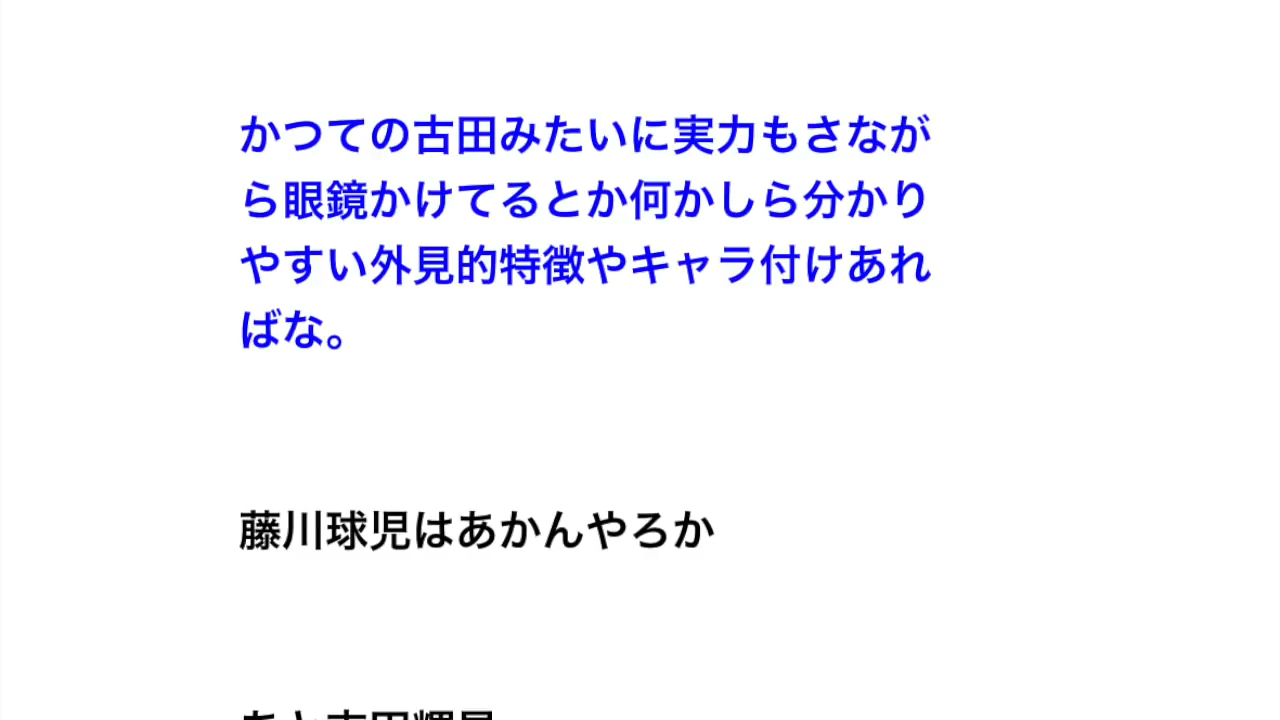 かつての古田みたいに実力もさなが
ら眼鏡かけてるとか何かしら分かり
やすい外見的特徴やキャラ付けあれ
ばな。
藤川球児はあかんやろか